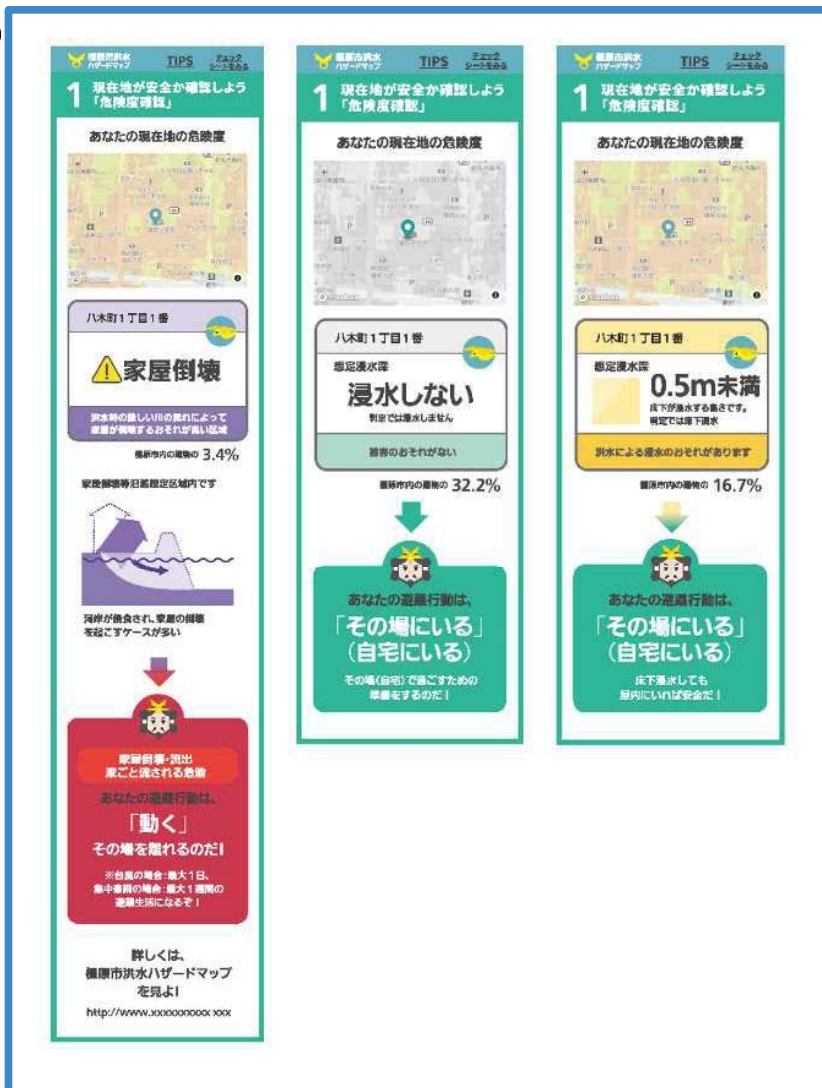 橿原市洪水
ハザードマップ
TIPS
チェック
シートをみる
1 現在地が安全か確認しよう
「危険度確認」
あなたの現在地の危険度
八木町1丁目1番
家屋倒壊
洪水時の激しい川の流れによって
家屋が倒壊するおそれが高い区域
橿原市内の建物の 3.4%
家屋倒壊等氾濫想定区域内です
河岸が侵食され、家屋の倒壊
を起こすケースが多い
家屋倒壊・流出
家ごと流される危険
あなたの避難行動は、
「動く」
その場を離れるのだ!
※台風の場合:最大1日、
集中豪雨の場合:最大1週間の
避難生活になるぞ!
詳しくは、
橿原市洪水ハザードマップ
を見よ!
http://www.xxxxxxxxxx xxx
橿原市洪水
ハザードマップ
TIPS
チェック
シートをみる
1 現在地が安全か確認しよう
「危険度確認」
あなたの現在地の危険度
八木町1丁目1番
想定浸水深
浸水しない
判定では浸水しません
被害のおそれがない
橿原市内の建物の 32.2%
あなたの避難行動は、
「その場にいる」
(自宅にいる)
その場(自宅)で過ごすための
準備をするのだ!
橿原市洪水
ハザードマップ
TIPS
チェック
シートをみる
1 現在地が安全か確認しよう
「危険度確認」
あなたの現在地の危険度
八木町1丁目1番
想定浸水深
0.5m未満
床下が浸水する高さです。
判定では床下浸水
洪水による浸水のおそれがあります
橿原市内の建物の 16.7%
あなたの避難行動は、
「その場にいる」
(自宅にいる)
床下浸水しても
屋内にいれば安全だ!